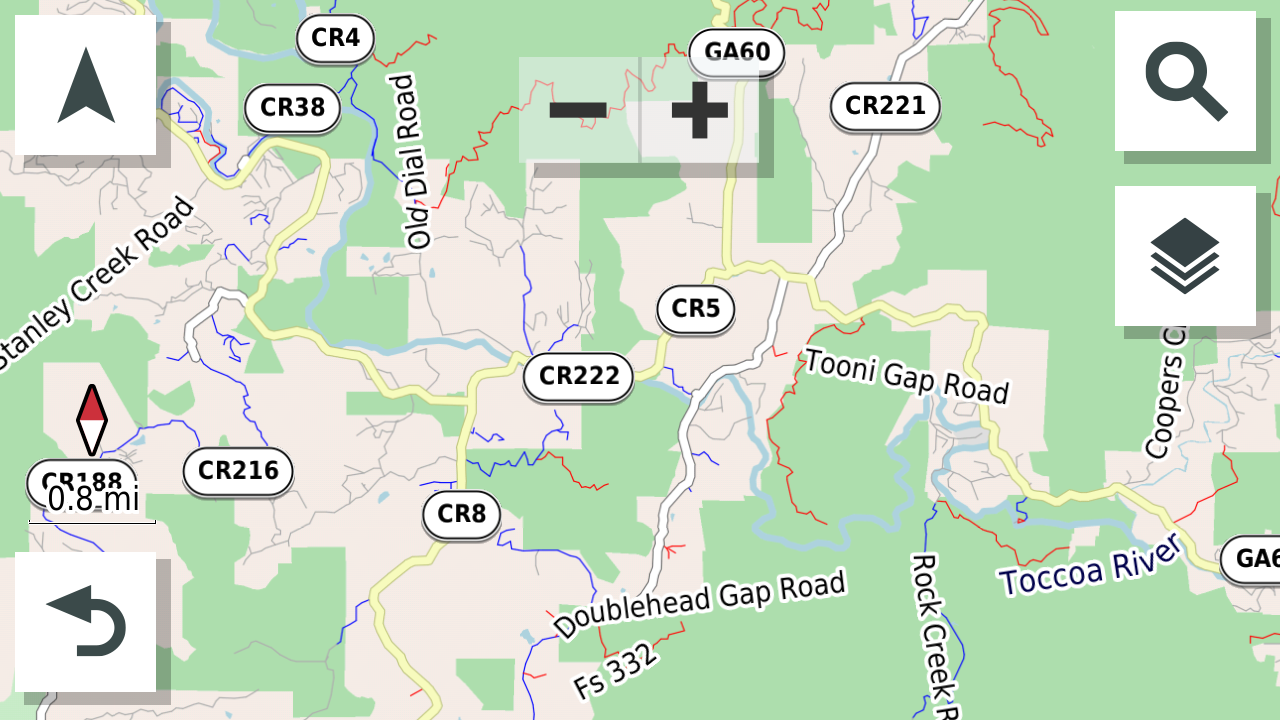 CR4
GA60
CR38
CR221
Old Dial Road
Stanley Creek Road
CR5
CR222
Tooni Gap Road
Coopers C
CR188
0.8 mi
CR216
CR8
GA6
Toccoa River
Doublehead Gap Road
Rock Creek R
Fs 332